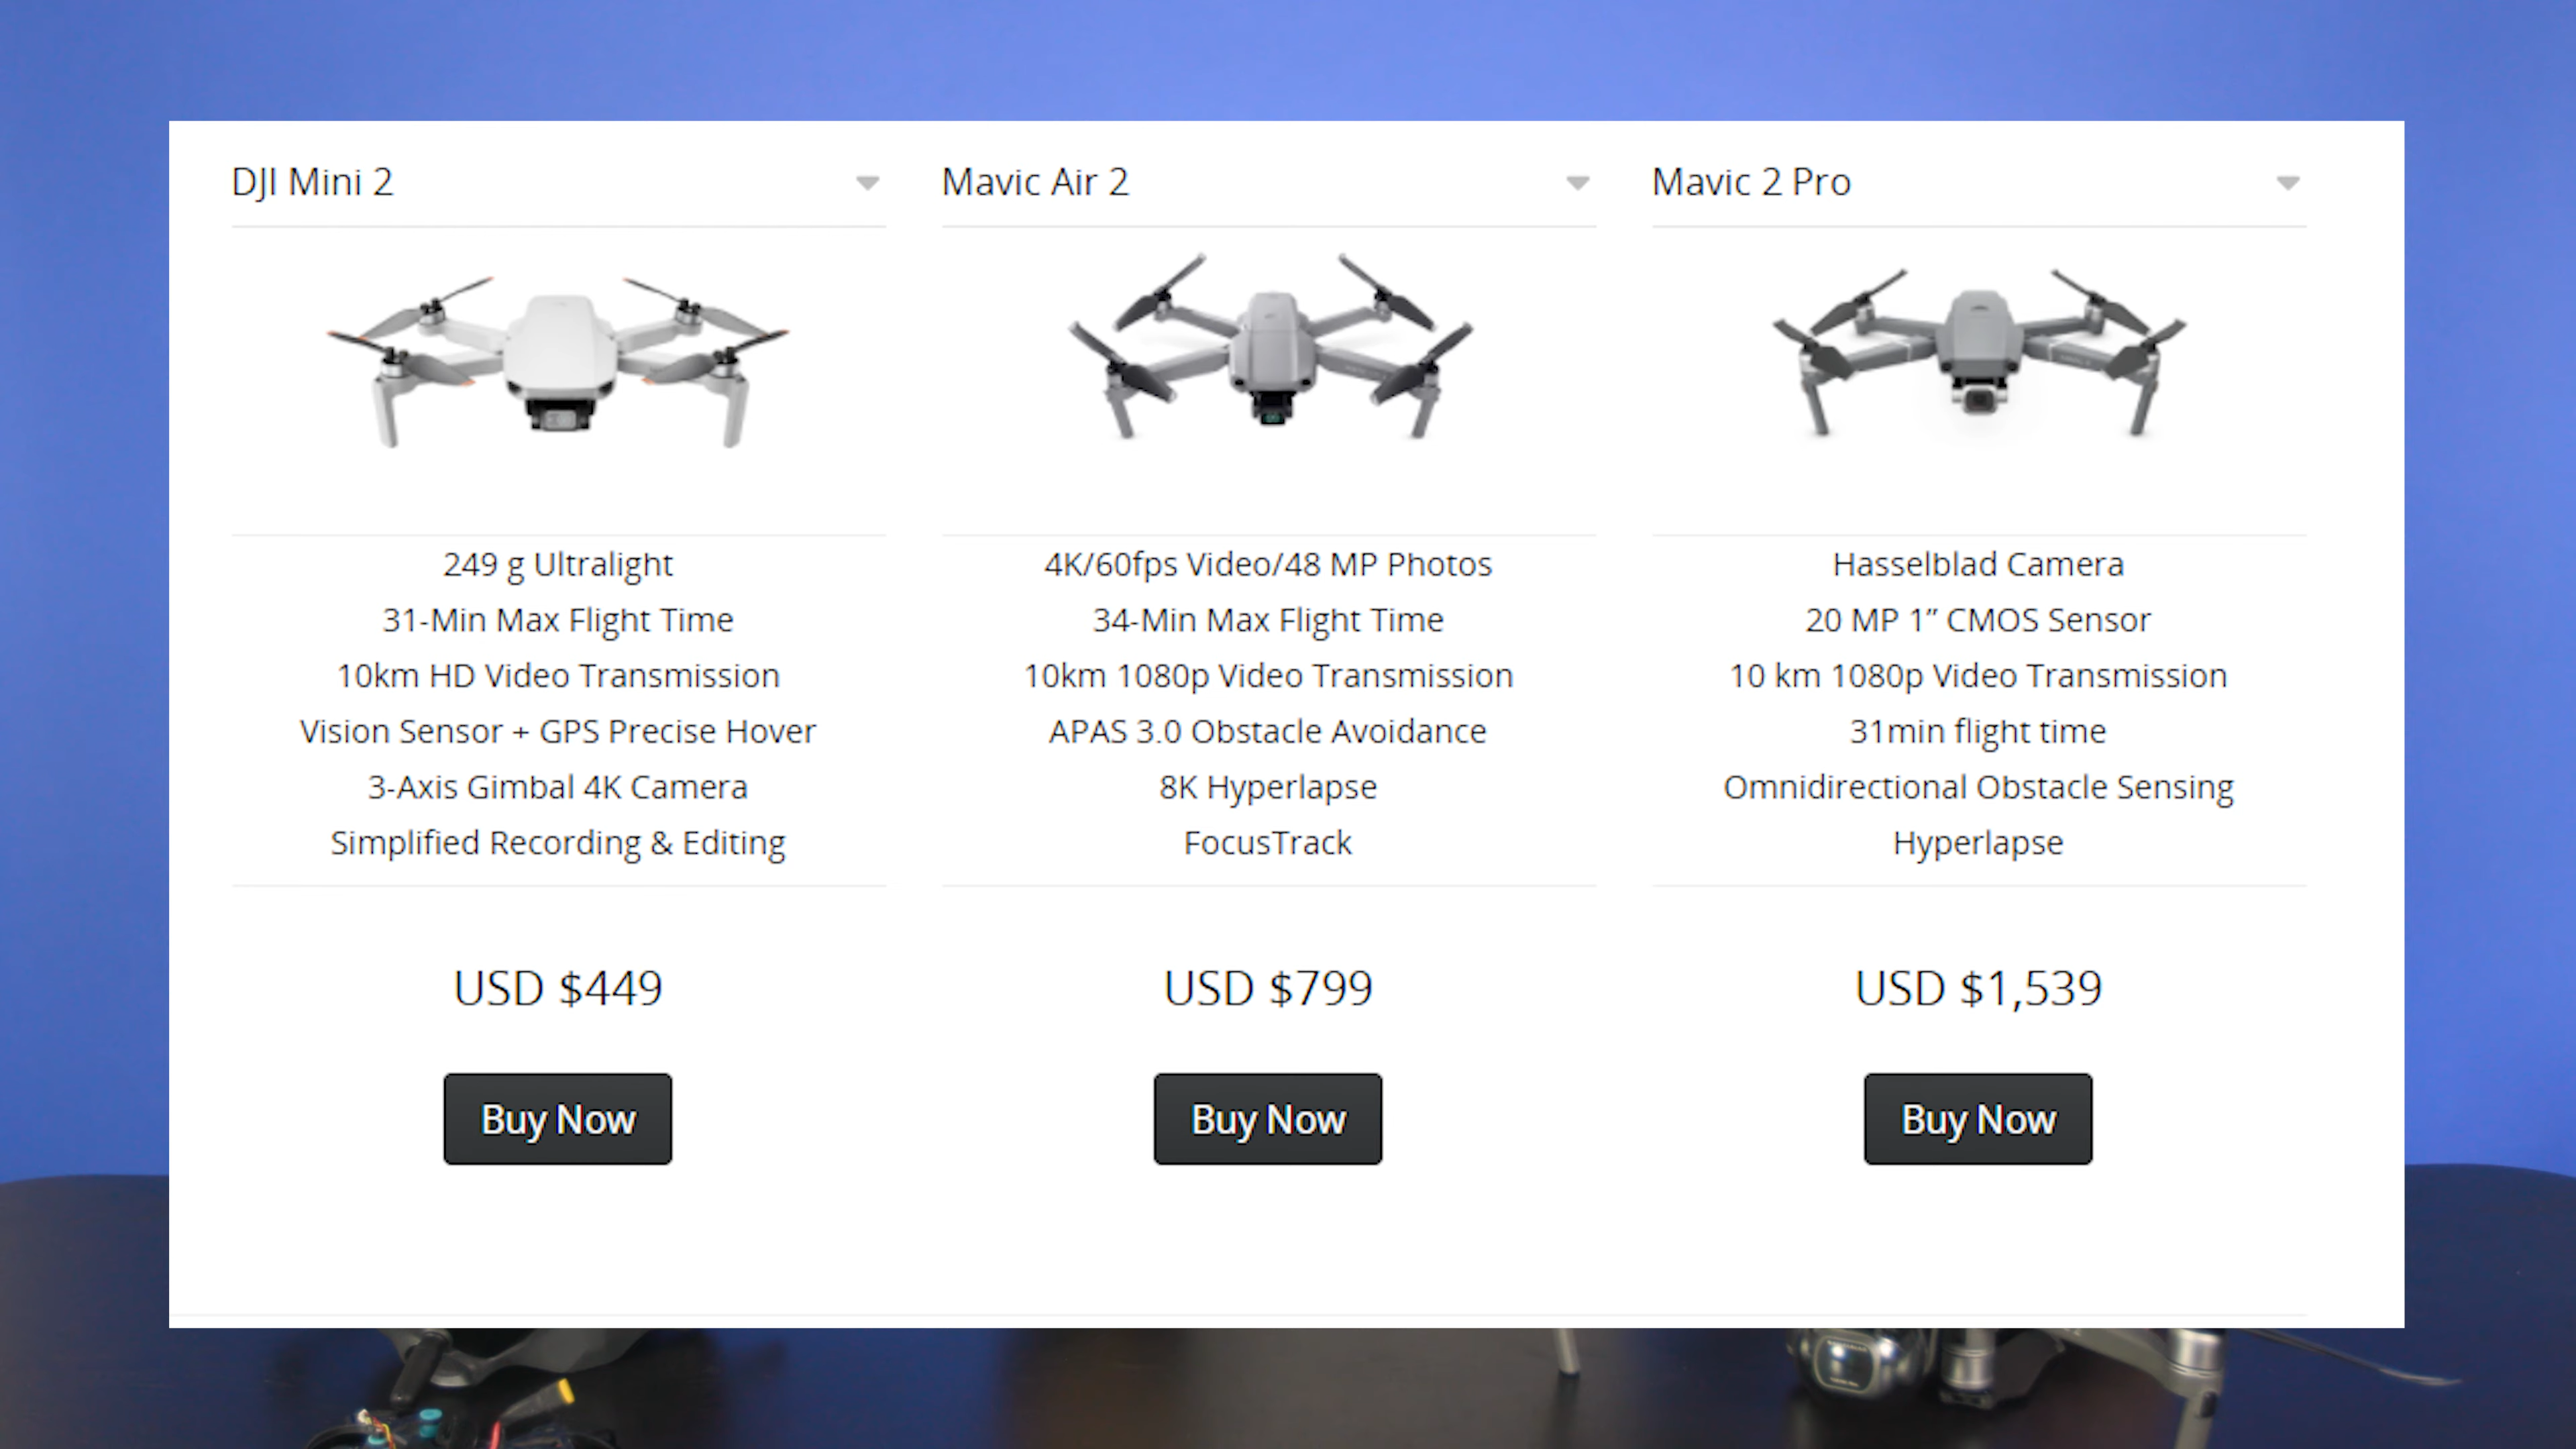 DJI Mini 2
249 g Ultralight
31-Min Max Flight Time
10km HD Video Transmission
Vision Sensor + GPS Precise Hover
3-Axis Gimbal 4K Camera
Simplified Recording & Editing
USD $449
Buy Now
Mavic Air 2
4K/60fps Video/48 MP Photos
34-Min Max Flight Time
10km 1080p Video Transmission
APAS 3.0 Obstacle Avoidance
8K Hyperlapse
FocusTrack
USD $799
Buy Now
Mavic 2 Pro
Hasselblad Camera
20 MP 1” CMOS Sensor
10 km 1080p Video Transmission
31min flight time
Omnidirectional Obstacle Sensing
Hyperlapse
USD $1,539
Buy Now